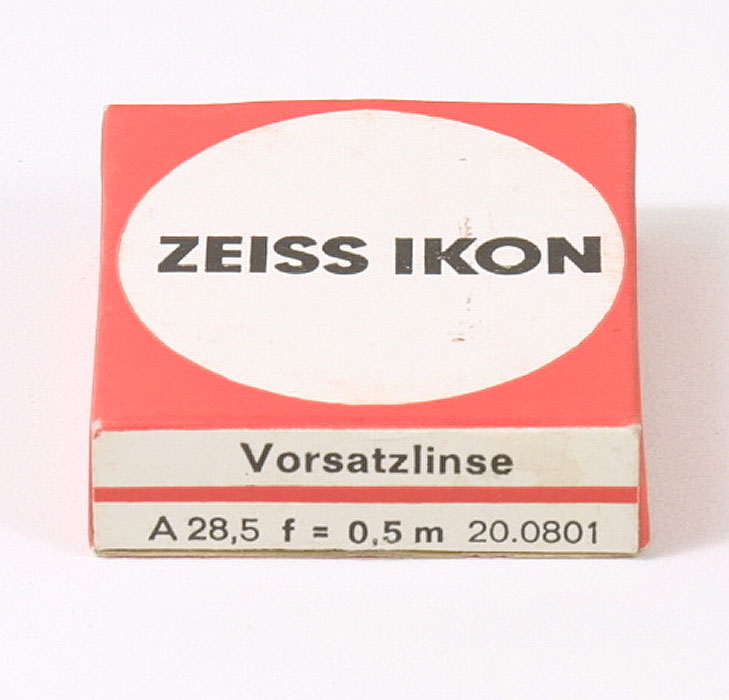 ZEISS IKON
Vorsatzlinse
A 28,5 f = 0,5 m 20.0801